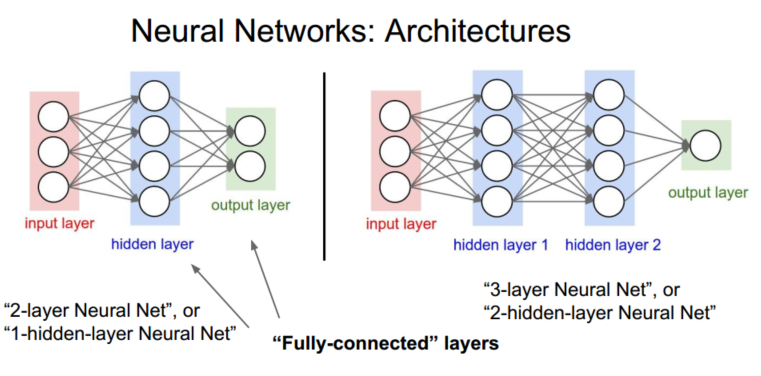 Neural Networks: Architectures
input layer
hidden layer
output layer
input layer
hidden layer 1
hidden layer 2
output layer
“2-layer Neural Net”, or
“1-hidden-layer Neural Net”
“3-layer Neural Net”, or
“2-hidden-layer Neural Net”
“Fully-connected” layers